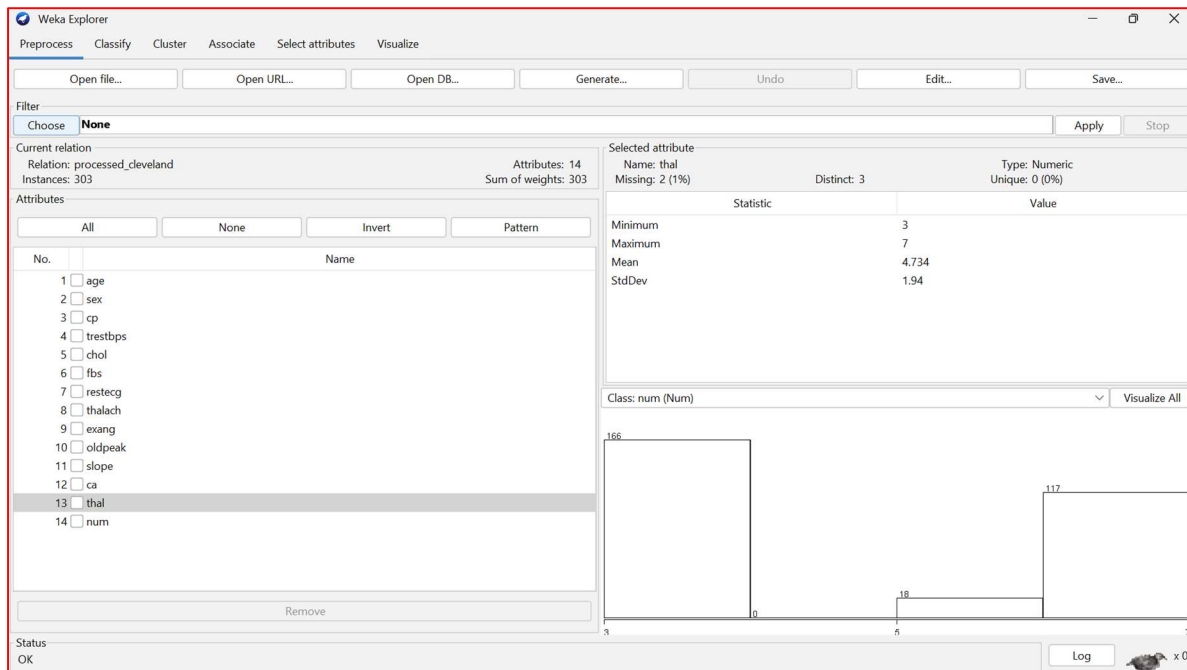 Weka Explorer
Preprocess Classify Cluster Associate Select attributes Visualize
Open file... Open URL... Open DB... Generate... Undo Edit... Save...
Filter
Choose None Apply Stop
Current relation
Relation: processed_cleveland Attributes: 14
Instances: 303 Sum of weights: 303
Attributes
All None Invert Pattern
No. Name
1 age
2 sex
3 cp
4 trestbps
5 chol
6 fbs
7 restecg
8 thalach
9 exang
10 oldpeak
11 slope
12 ca
13 thal
14 num
Remove
Selected attribute
Name: thal Type: Numeric
Missing: 2 (1%) Distinct: 3 Unique: 0 (0%)
Statistic Value
Minimum 3
Maximum 7
Mean 4.734
StdDev 1.94
Class: num (Num) Visualize All
166
117
18
0
3 5
Status
OK
Log x 0